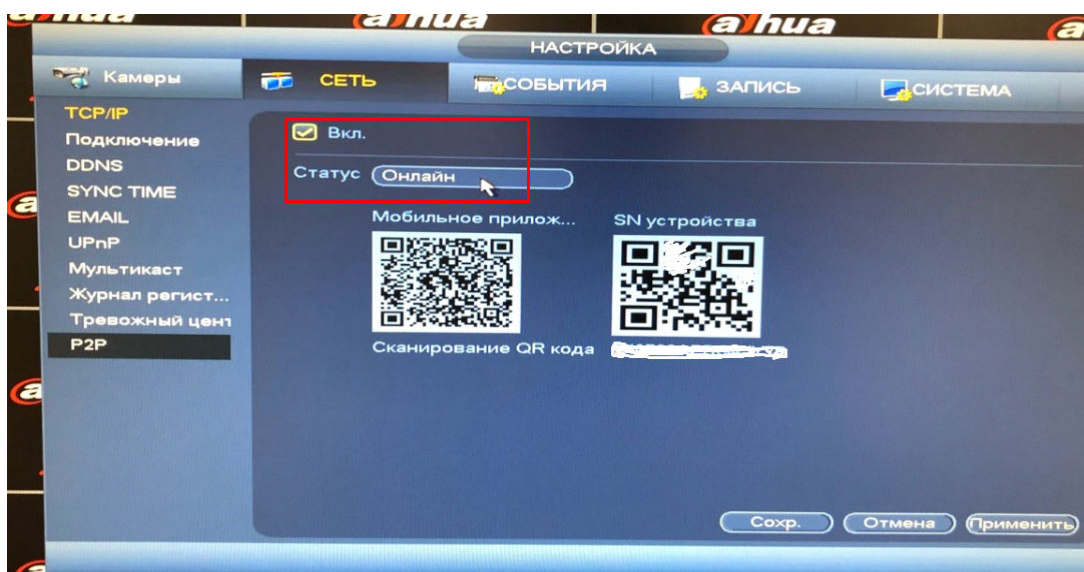 alhua
alhua
НАСТРОЙКА
Камеры
СЕТЬ
СОБЫТИЯ
ЗАПИСЬ
СИСТЕМА
TCP/IP
Подключение
DDNS
SYNC TIME
EMAIL
UPnP
Мультикаст
Журнал регист...
Тревожный цент
P2P
Вкл.
Статус
Онлайн
Мобильное прилож...
SN устройства
Сканирование QR кода
Сохр.
Отмена
Применить